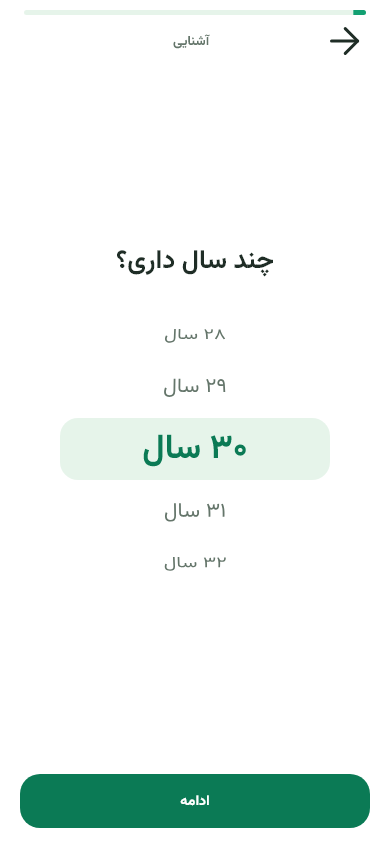 آشنایی
چند سال داری؟
۲۸ سال
۲۹ سال
۳۰ سال
۳۱ سال
۳۲ سال
ادامه